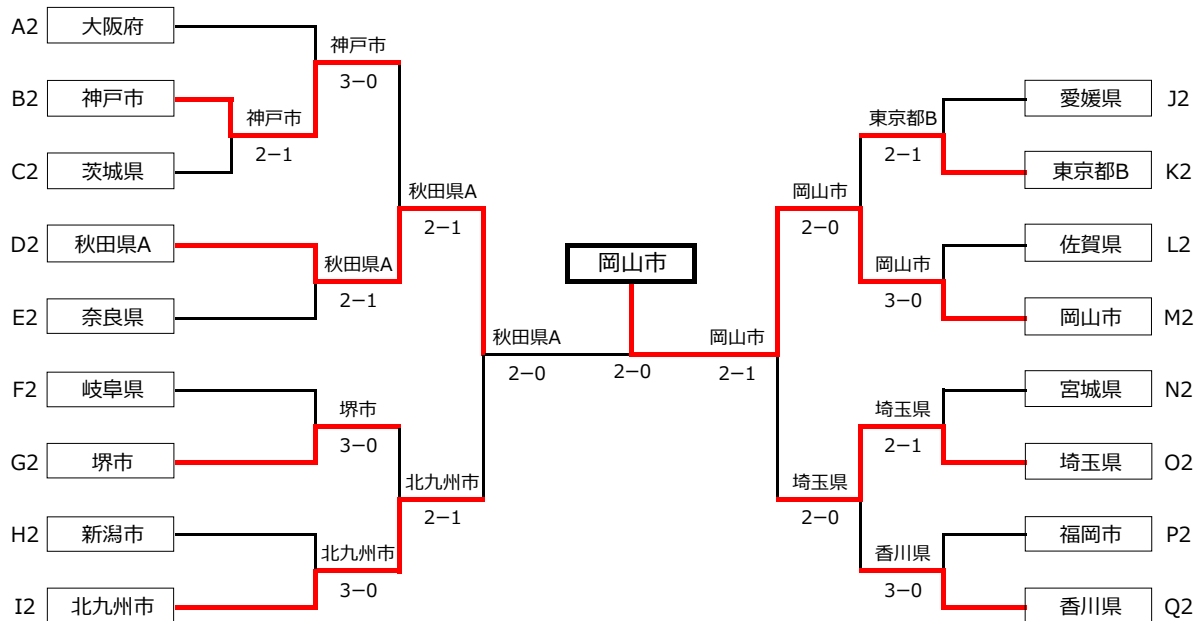 A2 大阪府
神戸市
3−0
B2 神戸市
神戸市
2−1
C2 茨城県
秋田県A
2−1
D2 秋田県A
秋田県A
2−1
E2 奈良県
秋田県A
2−0
F2 岐阜県
堺市
3−0
G2 堺市
北九州市
2−1
H2 新潟市
北九州市
3−0
I2 北九州市
岡山市
2−0
愛媛県 J2
東京都B
2−1
東京都B K2
岡山市
2−0
佐賀県 L2
岡山市
3−0
岡山市 M2
岡山市
2−1
宮城県 N2
埼玉県
2−1
埼玉県 O2
埼玉県
2−0
福岡市 P2
香川県
3−0
香川県 Q2